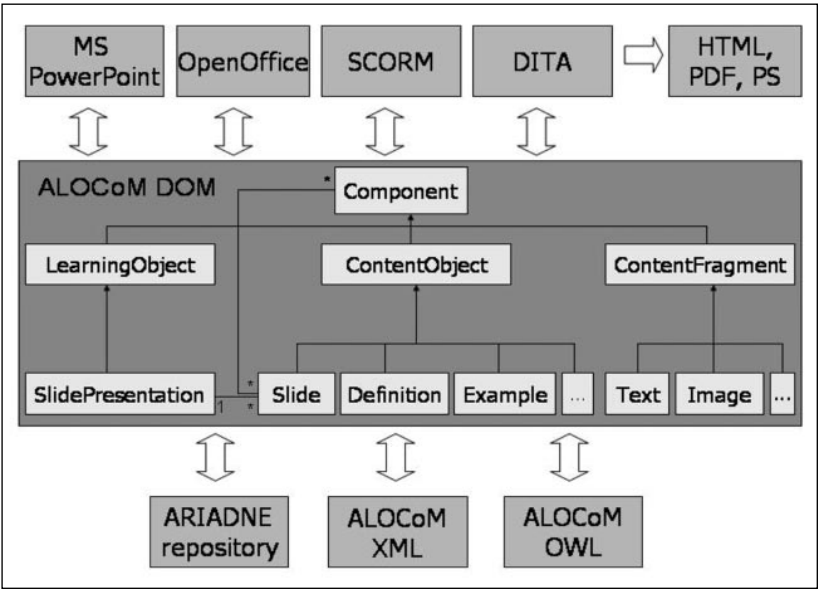 MS
PowerPoint
OpenOffice
SCORM
DITA
HTML,
PDF, PS
ALOCoM DOM
*
Component
LearningObject
ContentObject
ContentFragment
SlidePresentation
1
*
*
Slide
Definition
Example
...
Text
Image
...
ARIADNE
repository
ALOCoM
XML
ALOCoM
OWL